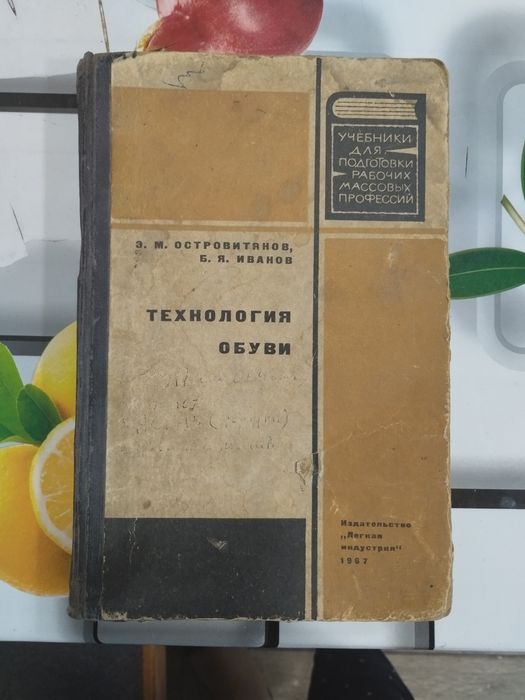 УЧЕБНИКИ
ДЛЯ
ПОДГОТОВКИ
РАБОЧИХ
МАССОВЫХ
ПРОФЕССИЙ
Э. М. ОСТРОВИТЯНОВ,
Б. Я. ИВАНОВ
ТЕХНОЛОГИЯ
ОБУВИ
Издательство
„Легкая
индустрия“
1967